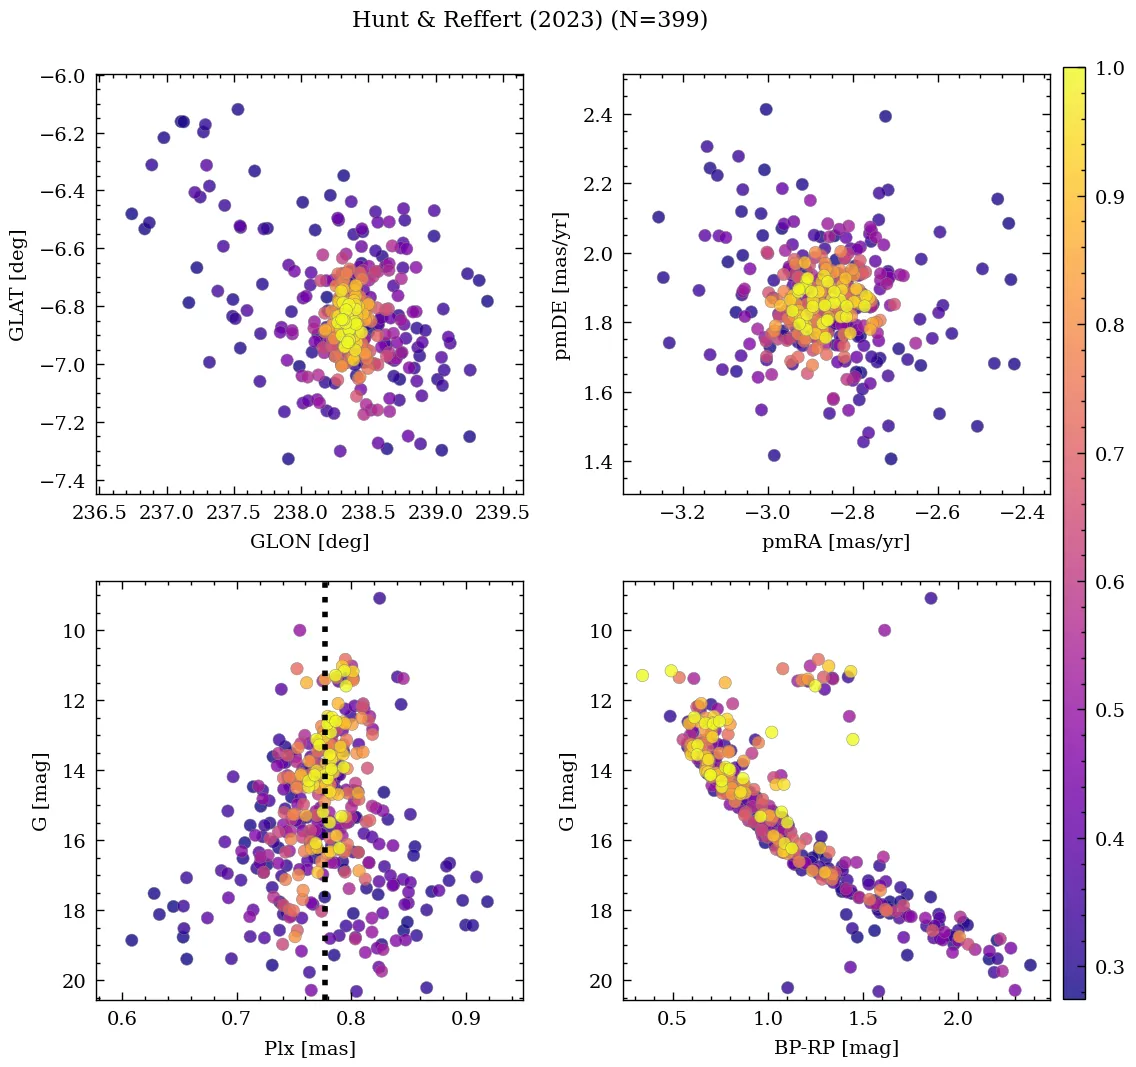 Hunt & Reffert (2023) (N=399)
−6.0
−6.2
−6.4
−6.6
−6.8
−7.0
−7.2
−7.4
GLAT [deg]
236.5 237.0 237.5 238.0 238.5 239.0 239.5
GLON [deg]
2.4
2.2
2.0
1.8
1.6
1.4
pmDE [mas/yr]
−3.2 −3.0 −2.8 −2.6 −2.4
pmRA [mas/yr]
10
12
14
16
18
20
G [mag]
0.6 0.7 0.8 0.9
Plx [mas]
10
12
14
16
18
20
G [mag]
0.5 1.0 1.5 2.0
BP-RP [mag]
1.0
0.9
0.8
0.7
0.6
0.5
0.4
0.3